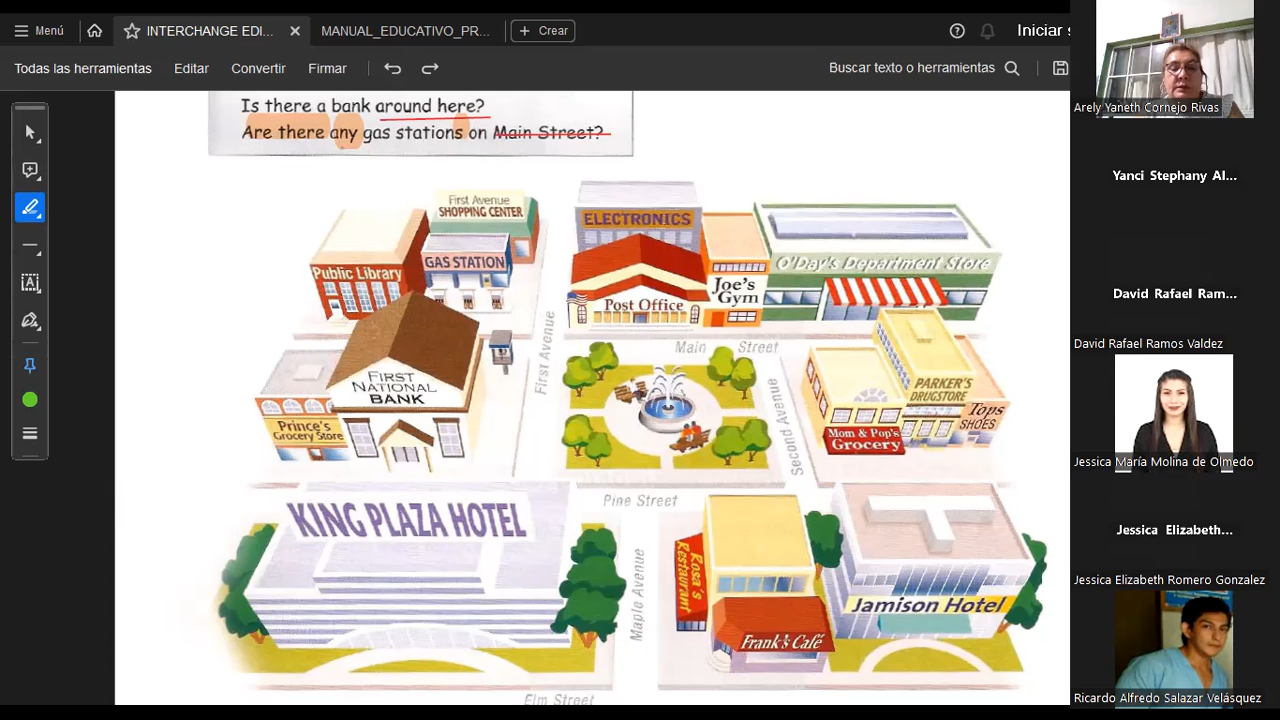 Menú
INTERCHANGE EDI...
MANUAL_EDUCATIVO_PR...
Crear
Iniciar s
Todas las herramientas
Editar
Convertir
Firmar
Buscar texto o herramientas
Is there a bank around here?
Are there any gas stations on Main Street?
First Avenue
SHOPPING CENTER
GAS STATION
Public Library
ELECTRONICS
Post Office
Joe's
Gym
O'Day's Department Store
First Avenue
Main Street
FIRST
NATIONAL
BANK
Prince's
Grocery Store
PARKER'S
DRUGSTORE
Tops
SHOES
Mom & Pop's
Grocery
Second Avenue
Pine Street
KING PLAZA HOTEL
Maple Avenue
Rosa's
Restaurant
Frank's Café
Jamison Hotel
Elm Street
Arely Yaneth Cornejo Rivas
Yanci Stephany Al...
David Rafael Ram...
David Rafael Ramos Valdez
Jessica María Molina de Olmedo
Jessica Elizabeth...
Jessica Elizabeth Romero Gonzalez
Ricardo Alfredo Salazar Velásquez